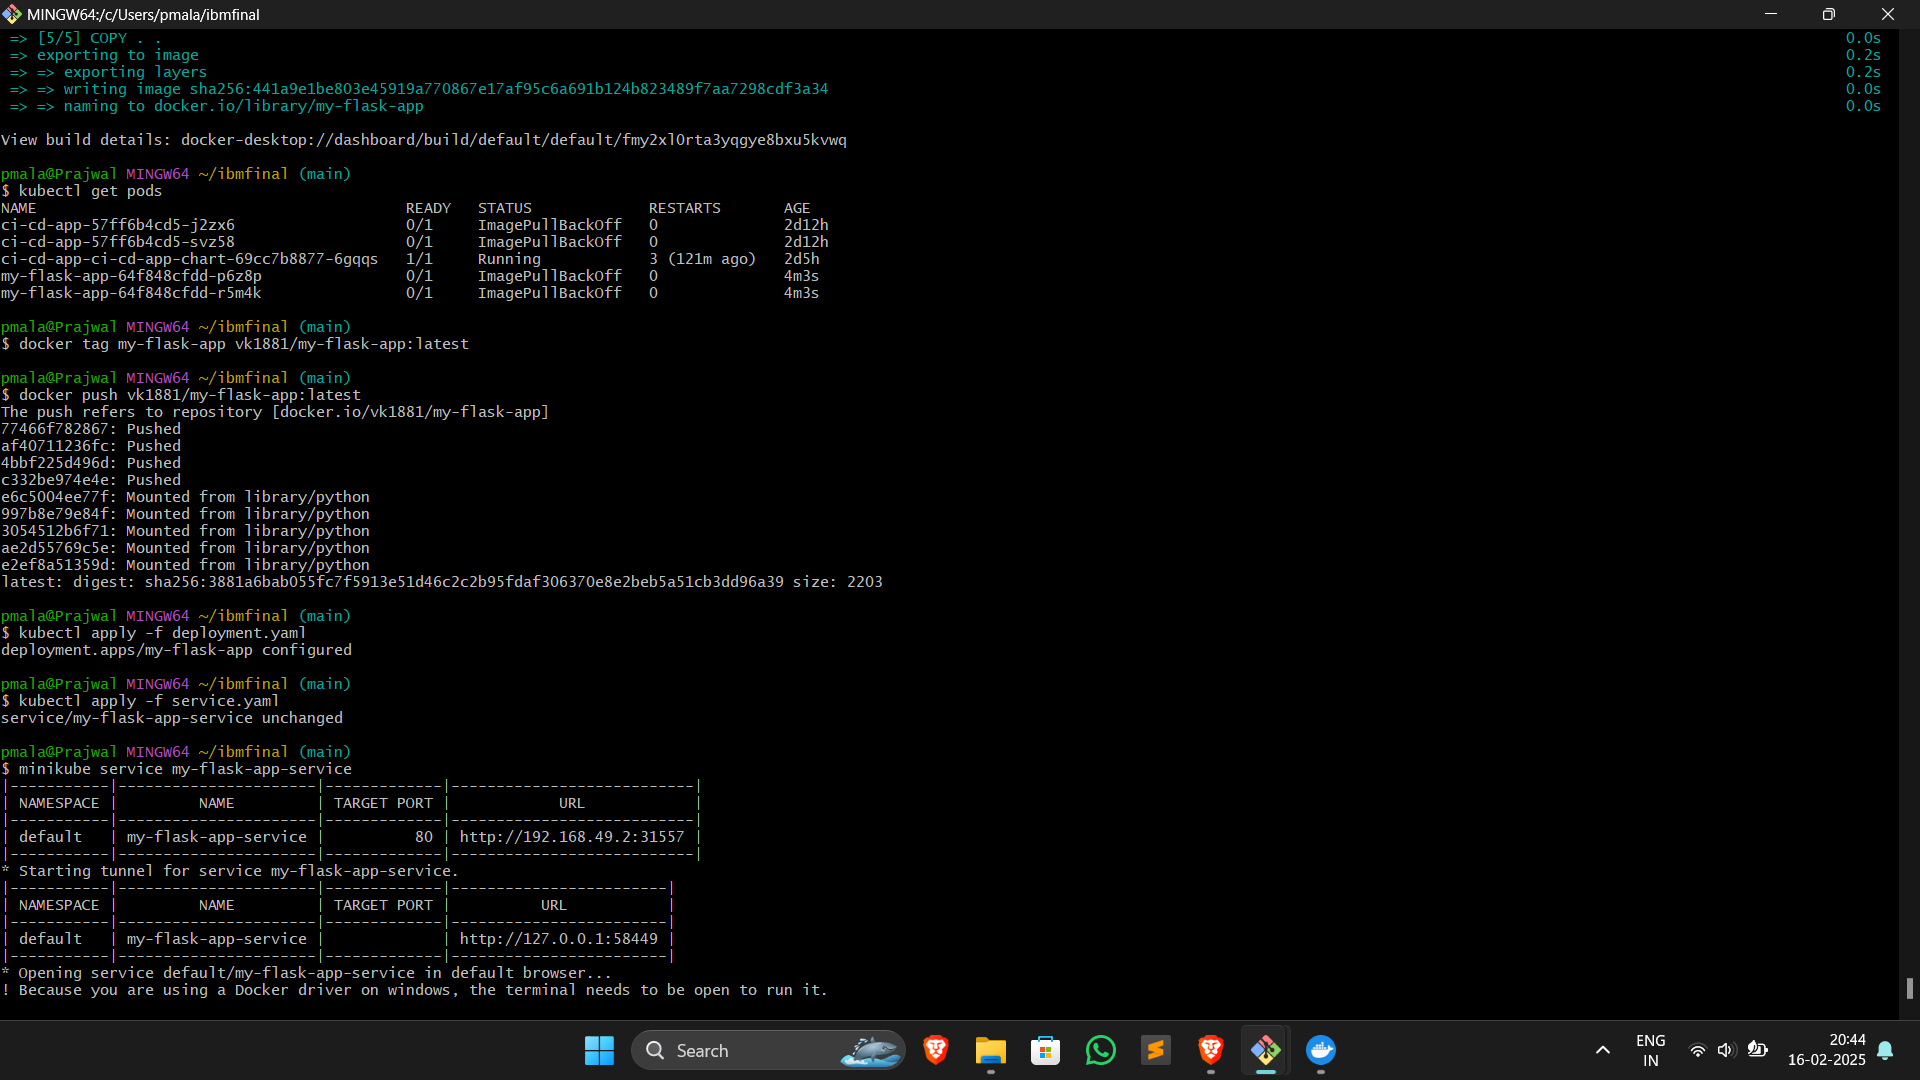 MINGW64:/c/Users/pmala/ibmfinal
=> [5/5] COPY . . 0.0s
=> exporting to image 0.2s
=> => exporting layers 0.2s
=> => writing image sha256:441a9e1be803e45919a770867e17af95c6a691b124b823489f7aa7298cdf3a34 0.0s
=> => naming to docker.io/library/my-flask-app 0.0s
View build details: docker-desktop://dashboard/build/default/default/fmy2xl0rta3yqgye8bxu5kvwq
pmala@Prajwal MINGW64 ~/ibmfinal (main)
$ kubectl get pods
NAME READY STATUS RESTARTS AGE
ci-cd-app-57ff6b4cd5-j2zx6 0/1 ImagePullBackOff 0 2d12h
ci-cd-app-57ff6b4cd5-svz58 0/1 ImagePullBackOff 0 2d12h
ci-cd-app-ci-cd-app-chart-69cc7b8877-6gqqs 1/1 Running 3 (121m ago) 2d5h
my-flask-app-64f848cfdd-p6z8p 0/1 ImagePullBackOff 0 4m3s
my-flask-app-64f848cfdd-r5m4k 0/1 ImagePullBackOff 0 4m3s
pmala@Prajwal MINGW64 ~/ibmfinal (main)
$ docker tag my-flask-app vk1881/my-flask-app:latest
pmala@Prajwal MINGW64 ~/ibmfinal (main)
$ docker push vk1881/my-flask-app:latest
The push refers to repository [docker.io/vk1881/my-flask-app]
77466f782867: Pushed
af40711236fc: Pushed
4bbf225d496d: Pushed
c332be974e4e: Pushed
e6c5004ee77f: Mounted from library/python
997b8e79e84f: Mounted from library/python
3054512b6f71: Mounted from library/python
ae2d55769c5e: Mounted from library/python
e2ef8a51359d: Mounted from library/python
latest: digest: sha256:3881a6bab055fc7f5913e51d46c2c2b95fdaf306370e8e2beb5a51cb3dd96a39 size: 2203
pmala@Prajwal MINGW64 ~/ibmfinal (main)
$ kubectl apply -f deployment.yaml
deployment.apps/my-flask-app configured
pmala@Prajwal MINGW64 ~/ibmfinal (main)
$ kubectl apply -f service.yaml
service/my-flask-app-service unchanged
pmala@Prajwal MINGW64 ~/ibmfinal (main)
$ minikube service my-flask-app-service
|-----------|----------------------|-------------|---------------------------|
| NAMESPACE | NAME | TARGET PORT | URL |
|-----------|----------------------|-------------|---------------------------|
| default | my-flask-app-service | 80 | http://192.168.49.2:31557 |
|-----------|----------------------|-------------|---------------------------|
* Starting tunnel for service my-flask-app-service.
|-----------|----------------------|-------------|------------------------|
| NAMESPACE | NAME | TARGET PORT | URL |
|-----------|----------------------|-------------|------------------------|
| default | my-flask-app-service | | http://127.0.0.1:58449 |
|-----------|----------------------|-------------|------------------------|
* Opening service default/my-flask-app-service in default browser...
! Because you are using a Docker driver on windows, the terminal needs to be open to run it.
Search
ENG
IN
20:44
16-02-2025